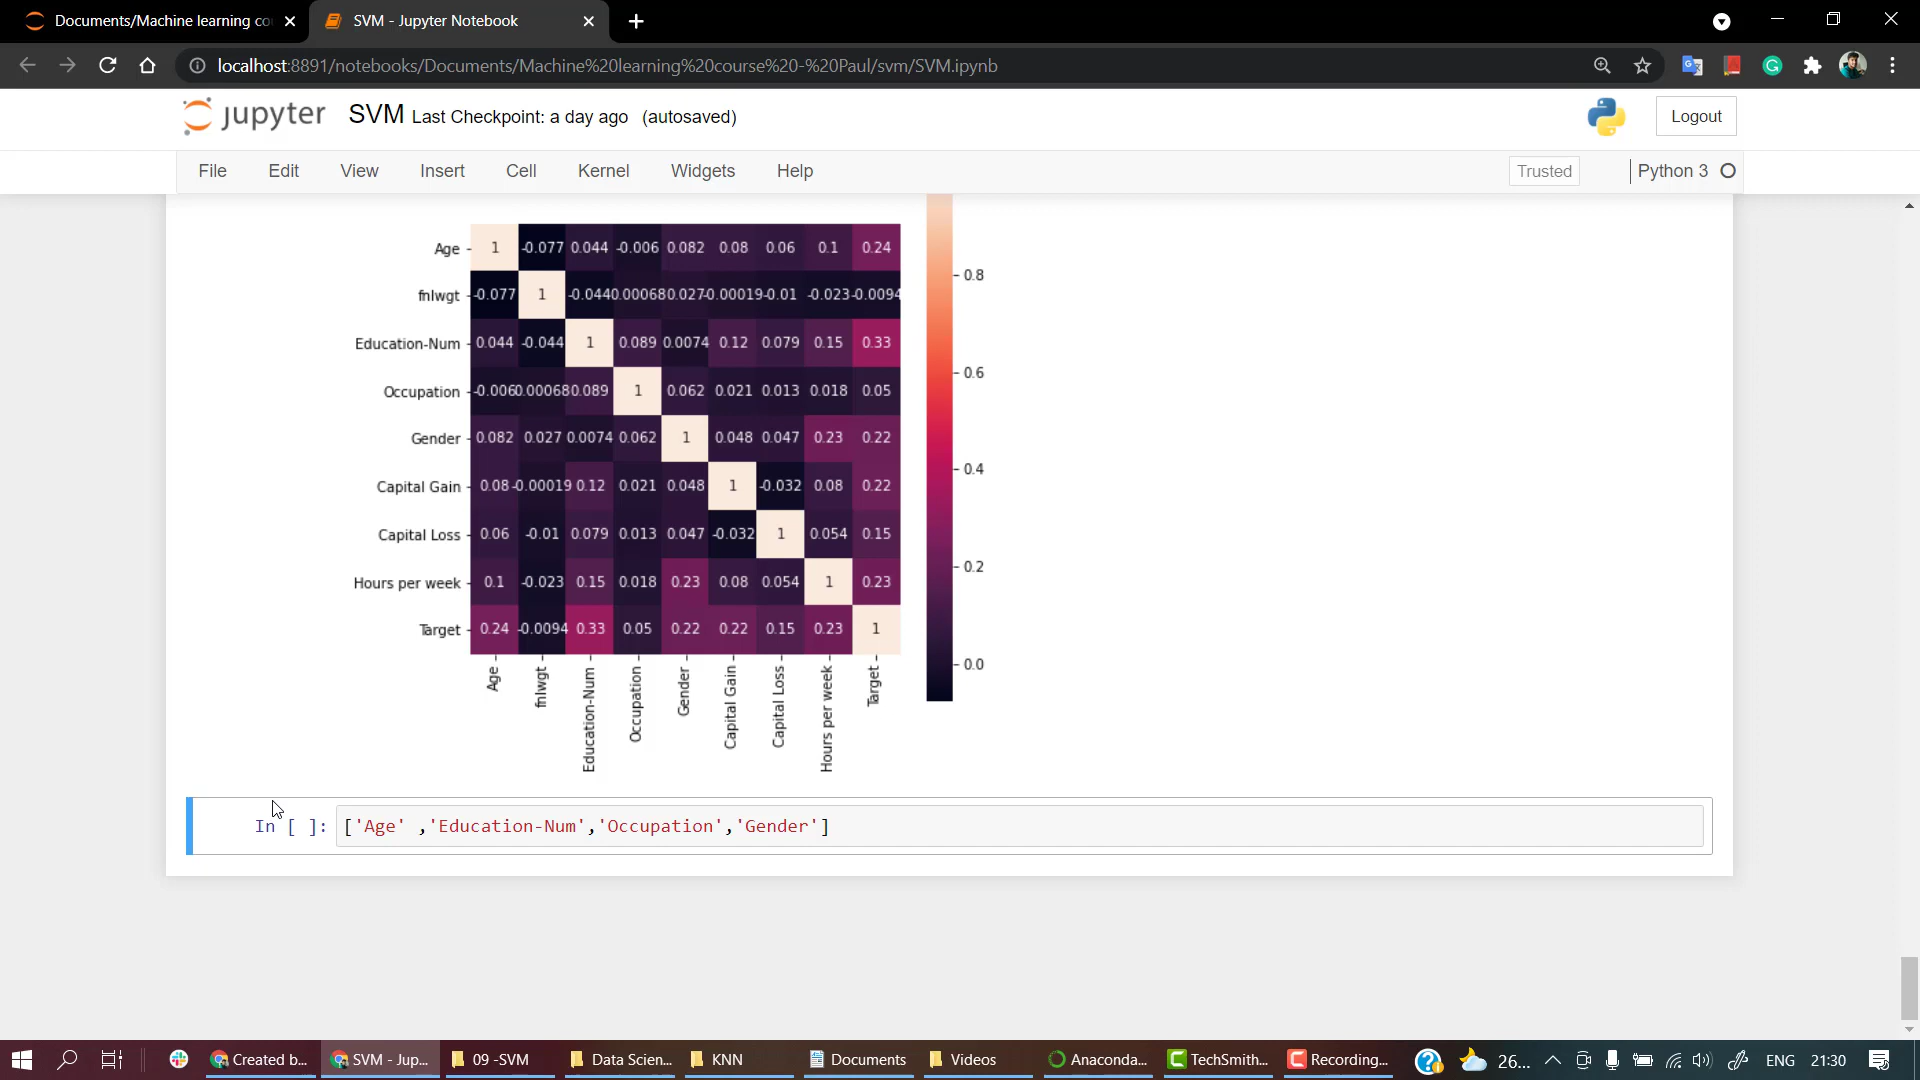 Documents/Machine learning co
SVM - Jupyter Notebook
localhost:8891/notebooks/Documents/Machine%20learning%20course%20-%20Paul/svm/SVM.ipynb
jupyter SVM Last Checkpoint: a day ago (autosaved)
Logout
File Edit View Insert Cell Kernel Widgets Help Trusted Python 3
Age 1 -0.077 0.044 -0.006 0.082 0.08 0.06 0.1 0.24
0.8
fnlwgt -0.077 1 -0.044 0.00068 0.027 -0.00019 -0.01 -0.023 -0.0094
Education-Num 0.044 -0.044 1 0.089 0.0074 0.12 0.079 0.15 0.33
0.6
Occupation -0.006 0.00068 0.089 1 0.062 0.021 0.013 0.018 0.05
Gender 0.082 0.027 0.0074 0.062 1 0.048 0.047 0.23 0.22
0.4
Capital Gain 0.08 -0.00019 0.12 0.021 0.048 1 -0.032 0.08 0.22
Capital Loss 0.06 -0.01 0.079 0.013 0.047 -0.032 1 0.054 0.15
0.2
Hours per week 0.1 -0.023 0.15 0.018 0.23 0.08 0.054 1 0.23
Target 0.24 -0.0094 0.33 0.05 0.22 0.22 0.15 0.23 1
0.0
Age fnlwgt Education-Num Occupation Gender Capital Gain Capital Loss Hours per week Target
In [ ]: ['Age' ,'Education-Num','Occupation','Gender']
Created b... SVM - Jup... 09 -SVM Data Scien... KNN Documents Videos Anaconda... TechSmith... Recording... 26... ENG 21:30